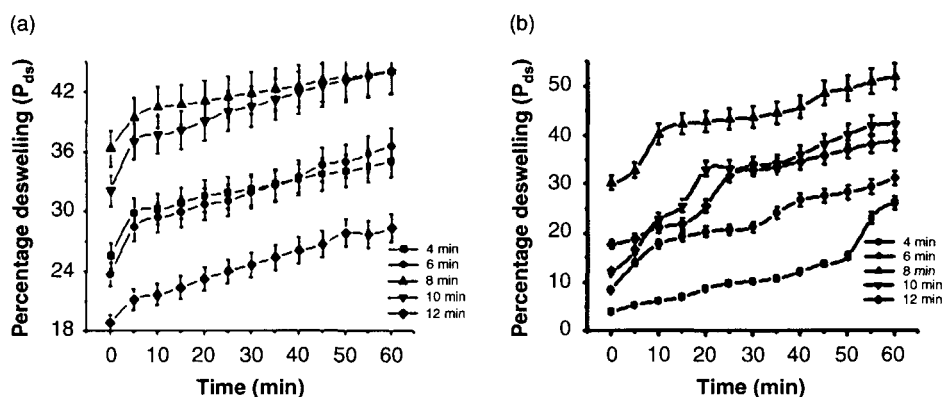 (a)
Percentage deswelling (Pds)
42
36
30
24
18
0 10 20 30 40 50 60
Time (min)
4 min
6 min
8 min
10 min
12 min
(b)
Percentage deswelling (Pds)
50
40
30
20
10
0
0 10 20 30 40 50 60
Time (min)
4 min
6 min
8 min
10 min
12 min